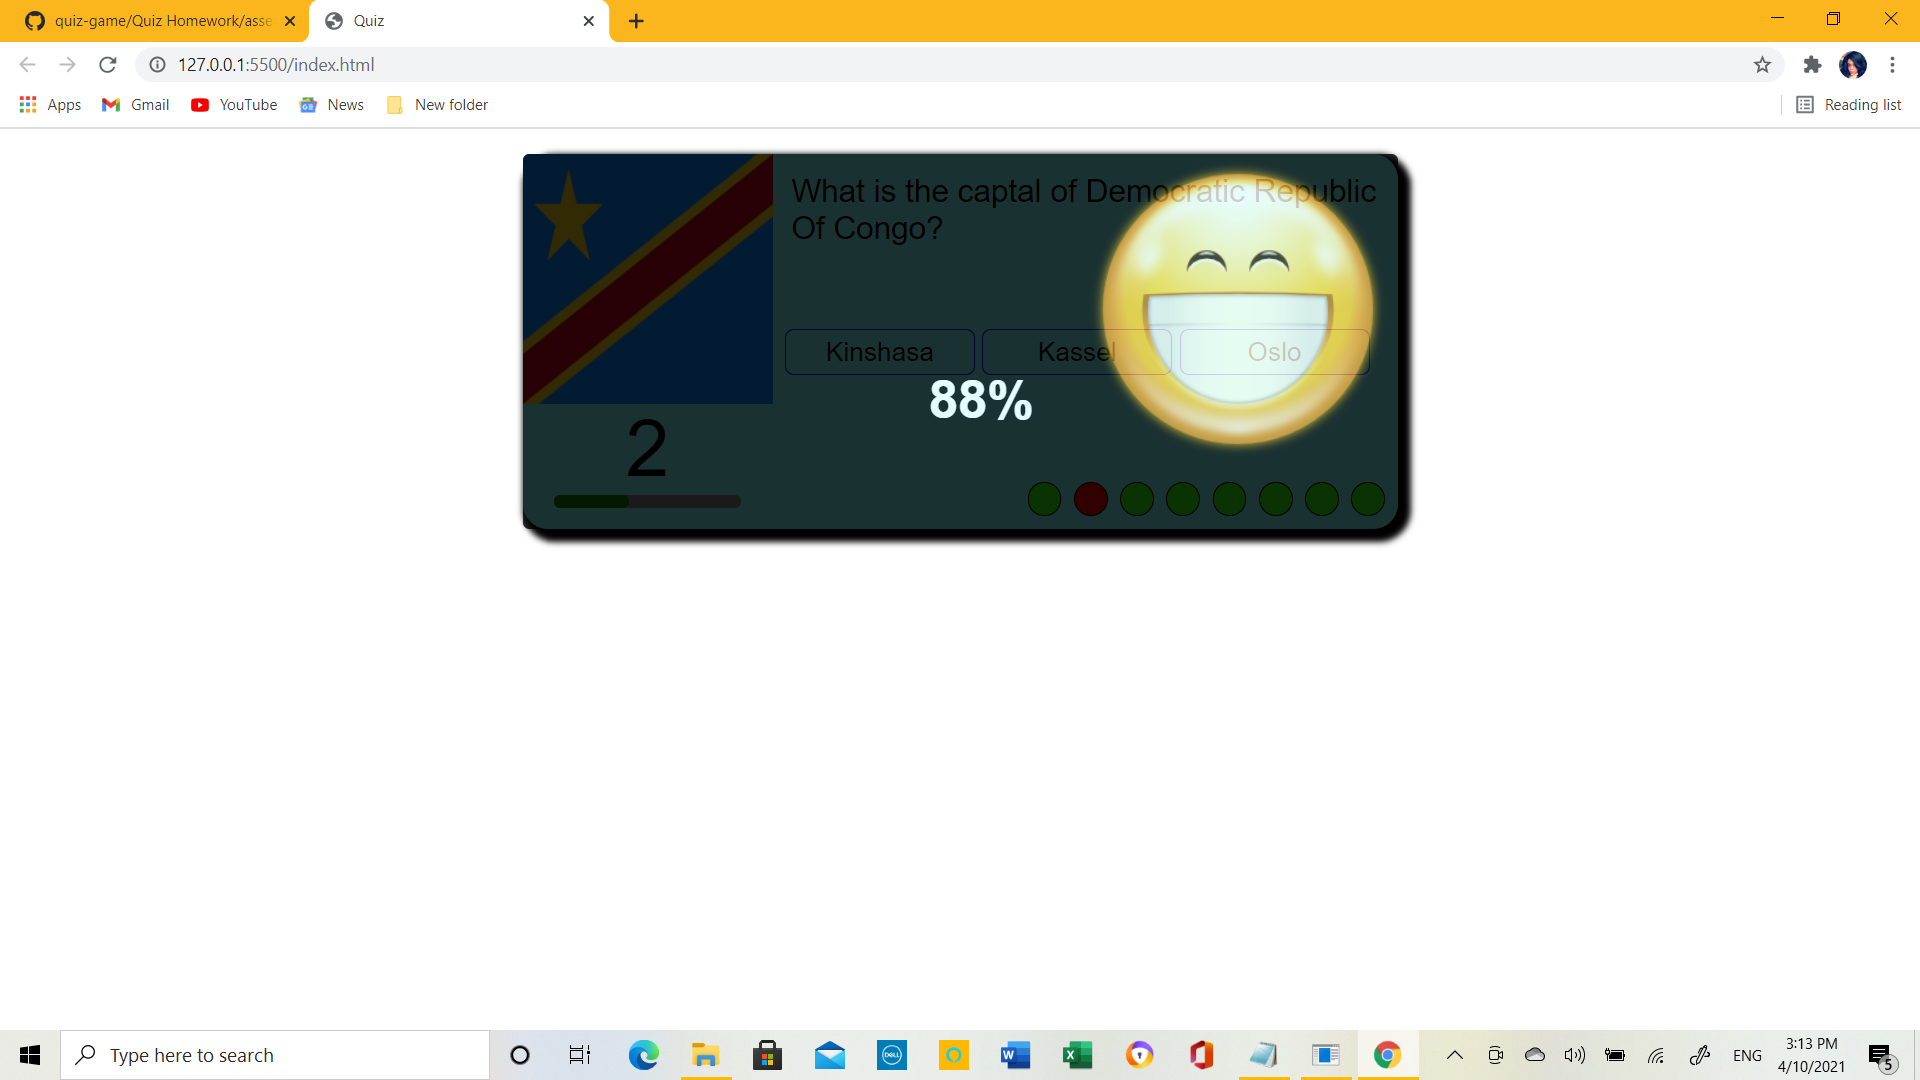 quiz-game/Quiz Homework/asse
Quiz
127.0.0.1:5500/index.html
Apps
Gmail
YouTube
News
New folder
Reading list
What is the captal of Democratic Republic
Of Congo?
Kinshasa
Kassel
Oslo
88%
2
Type here to search
DELL
W
X
ENG
3:13 PM
4/10/2021
5